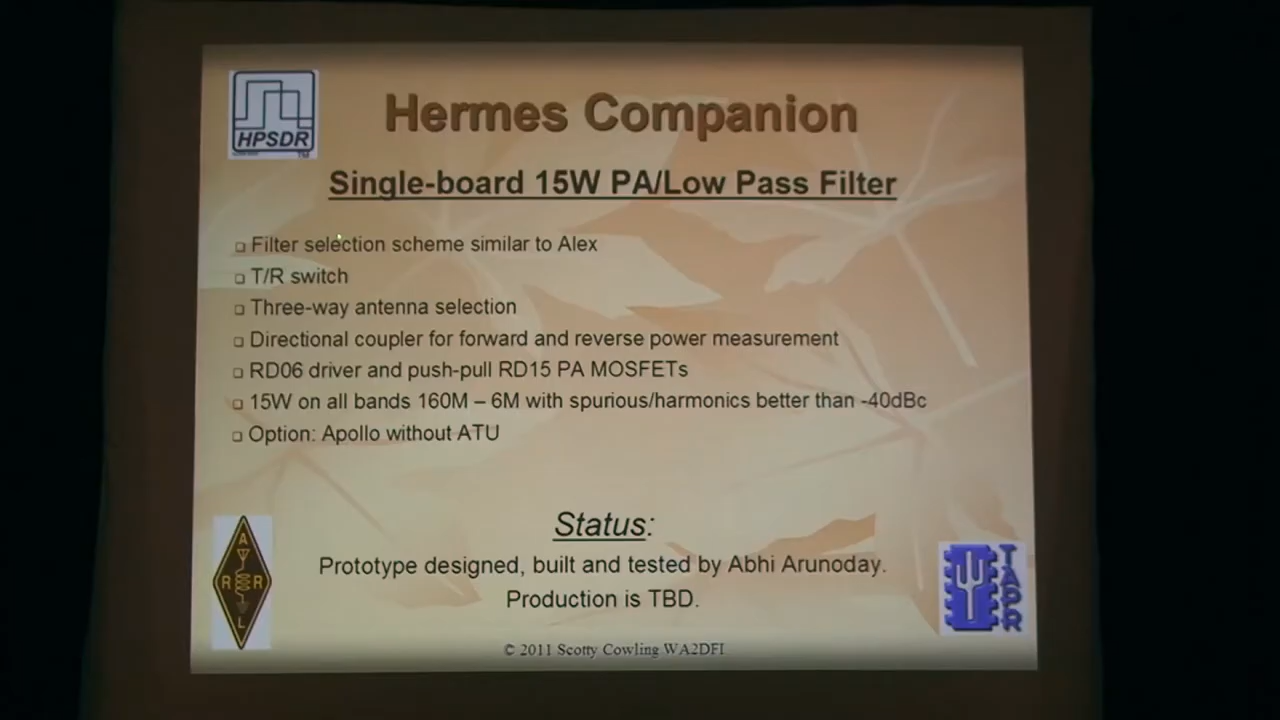 HPSDR
TM
Hermes Companion
Single-board 15W PA/Low Pass Filter
Filter selection scheme similar to Alex
T/R switch
Three-way antenna selection
Directional coupler for forward and reverse power measurement
RD06 driver and push-pull RD15 PA MOSFETs
15W on all bands 160M – 6M with spurious/harmonics better than -40dBc
Option: Apollo without ATU
Status:
Prototype designed, built and tested by Abhi Arunoday.
Production is TBD.
A R R L
TAPR
© 2011 Scotty Cowling WA2DFI